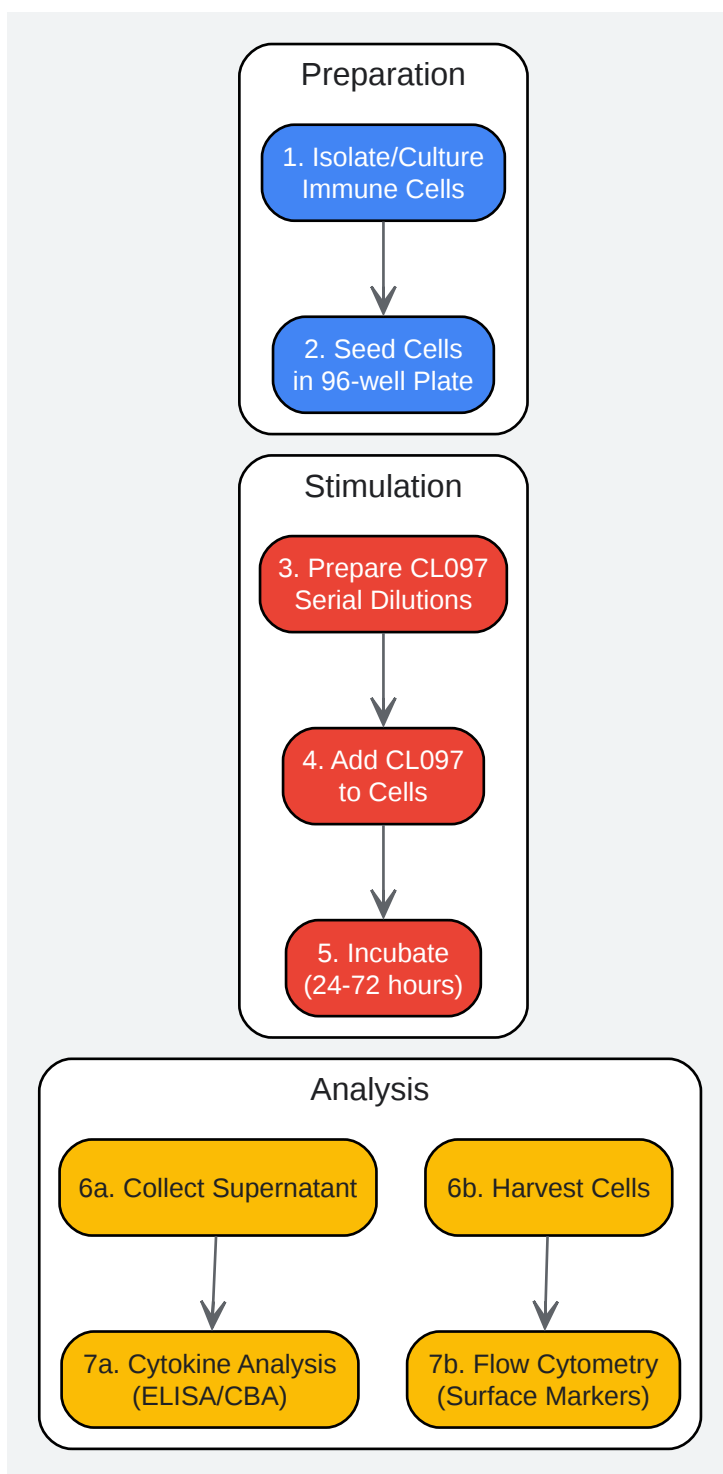 Preparation
1. Isolate/Culture
Immune Cells
2. Seed Cells
in 96-well Plate
Stimulation
3. Prepare CL097
Serial Dilutions
4. Add CL097
to Cells
5. Incubate
(24-72 hours)
Analysis
6a. Collect Supernatant
6b. Harvest Cells
7a. Cytokine Analysis
(ELISA/CBA)
7b. Flow Cytometry
(Surface Markers)